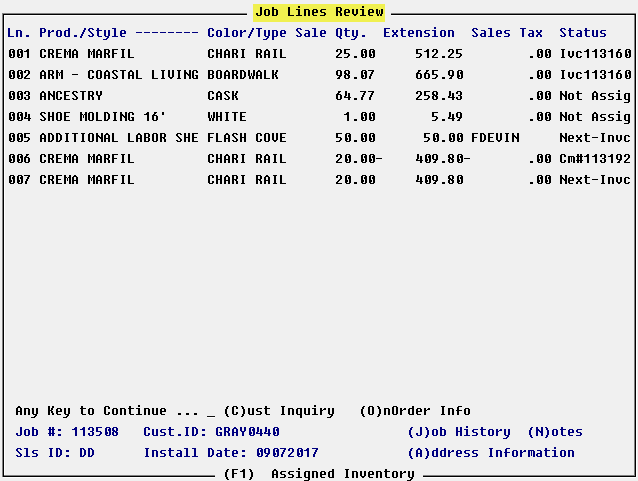 Job Lines Review
Ln. Prod./Style -------- Color/Type Sale Qty. Extension Sales Tax Status
001 CREMA MARFIL CHARI RAIL 25.00 512.25 .00 Ivc113160
002 ARM - COASTAL LIVING BOARDWALK 98.07 665.90 .00 Ivc113160
003 ANCESTRY CASK 64.77 258.43 .00 Not Assig
004 SHOE MOLDING 16' WHITE 1.00 5.49 .00 Not Assig
005 ADDITIONAL LABOR SHE FLASH COVE 50.00 50.00 FDEVIN Next-Invc
006 CREMA MARFIL CHARI RAIL 20.00- 409.80- .00 Cm#113192
007 CREMA MARFIL CHARI RAIL 20.00 409.80 .00 Next-Invc
Any Key to Continue ... _ (C)ust Inquiry (O)nOrder Info
Job #: 113508 Cust.ID: GRAY0440 (J)ob History (N)otes
Sls ID: DD Install Date: 09072017 (A)ddress Information
(F1) Assigned Inventory